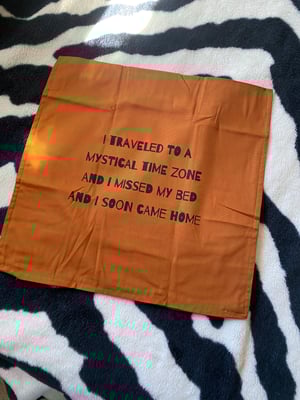 I TRAVELED TO A
MYSTICAL TIME ZONE
AND I MISSED MY BED
AND I SOON CAME HOME